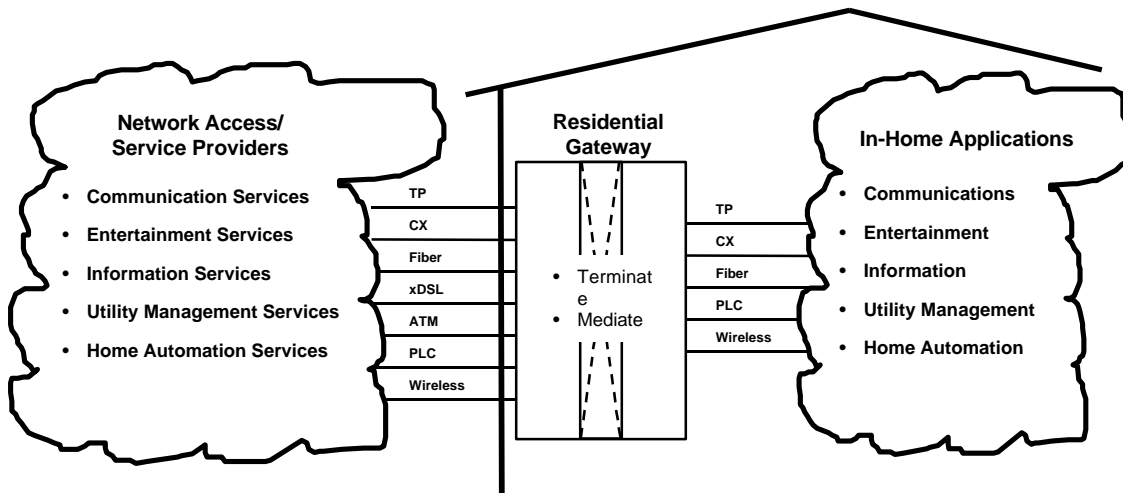 Network Access/
Service Providers
• Communication Services
• Entertainment Services
• Information Services
• Utility Management Services
• Home Automation Services
TP
CX
Fiber
xDSL
ATM
PLC
Wireless
Residential
Gateway
• Terminat
e
• Mediate
TP
CX
Fiber
PLC
Wireless
In-Home Applications
• Communications
• Entertainment
• Information
• Utility Management
• Home Automation